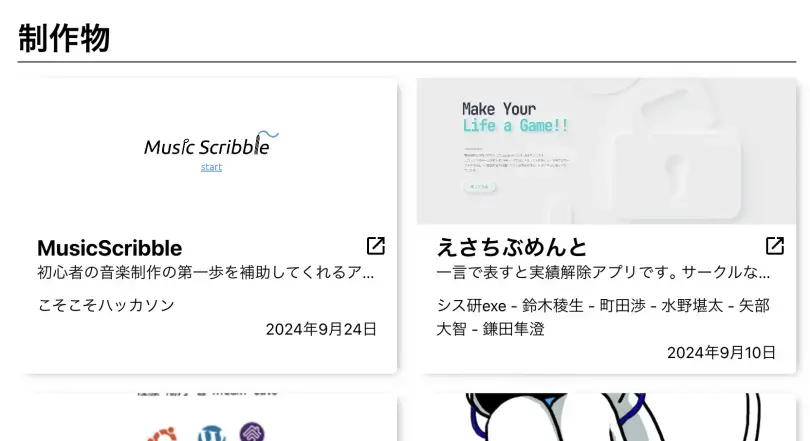 制作物
Music Scribble
start
MusicScribble
初心者の音楽制作の第一歩を補助してくれるア...
こそこそハッカソン
2024年9月24日
Make Your
Life a Game!!
えさちぶめんと
一言で表すと実績解除アプリです。サークルな...
シス研exe - 鈴木稜生 - 町田渉 - 水野堪太 - 矢部
大智 - 鎌田隼澄
2024年9月10日